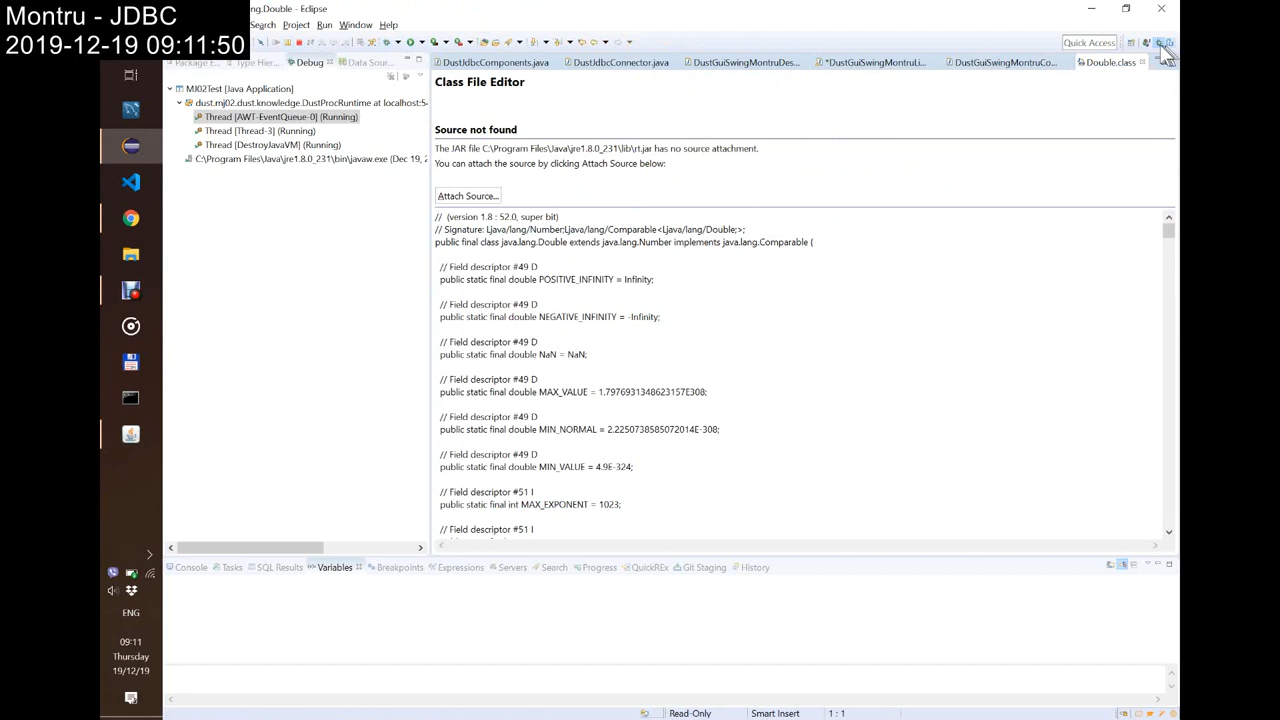 Montru - JDBC
2019-12-19 09:11:50
ng.Double - Eclipse
Search Project Run Window Help
Quick Access
Package E... Type Hier... Debug Data Sour...
DustJdbcComponents.java DustJdbcConnector.java DustGuiSwingMontruDes... *DustGuiSwingMontruLi... DustGuiSwingMontruCo... Double.class
MJ02Test [Java Application]
dust.mj02.dust.knowledge.DustProcRuntime at localhost:5
Thread [AWT-EventQueue-0] (Running)
Thread [Thread-3] (Running)
Thread [DestroyJavaVM] (Running)
C:\Program Files\Java\jre1.8.0_231\bin\javaw.exe (Dec 19, 2
Class File Editor
Source not found
The JAR file C:\Program Files\Java\jre1.8.0_231\lib\rt.jar has no source attachment.
You can attach the source by clicking Attach Source below:
Attach Source...
// (version 1.8 : 52.0, super bit)
// Signature: Ljava/lang/Number;Ljava/lang/Comparable<Ljava/lang/Double;>;
public final class java.lang.Double extends java.lang.Number implements java.lang.Comparable {
// Field descriptor #49 D
public static final double POSITIVE_INFINITY = Infinity;
// Field descriptor #49 D
public static final double NEGATIVE_INFINITY = -Infinity;
// Field descriptor #49 D
public static final double NaN = NaN;
// Field descriptor #49 D
public static final double MAX_VALUE = 1.7976931348623157E308;
// Field descriptor #49 D
public static final double MIN_NORMAL = 2.2250738585072014E-308;
// Field descriptor #49 D
public static final double MIN_VALUE = 4.9E-324;
// Field descriptor #51 I
public static final int MAX_EXPONENT = 1023;
// Field descriptor #51 I
Console Tasks SQL Results Variables Breakpoints Expressions Servers Search Progress QuickREx Git Staging History
ENG
09:11
Thursday
19/12/19
Read-Only Smart Insert 1 : 1